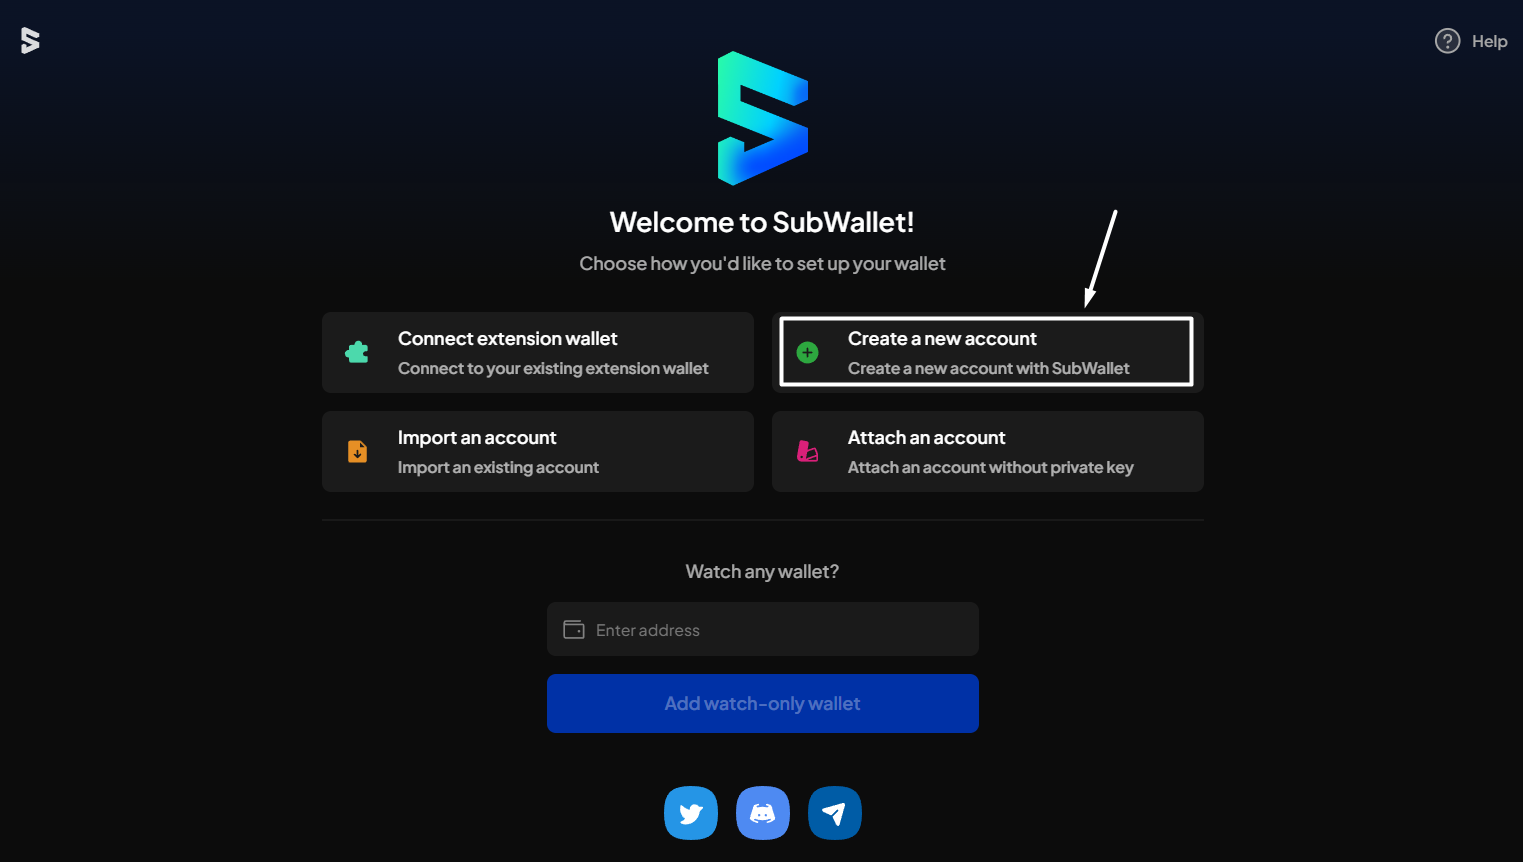 Help
Welcome to SubWallet!
Choose how you'd like to set up your wallet
Connect extension wallet
Connect to your existing extension wallet
Create a new account
Create a new account with SubWallet
Import an account
Import an existing account
Attach an account
Attach an account without private key
Watch any wallet?
Enter address
Add watch-only wallet